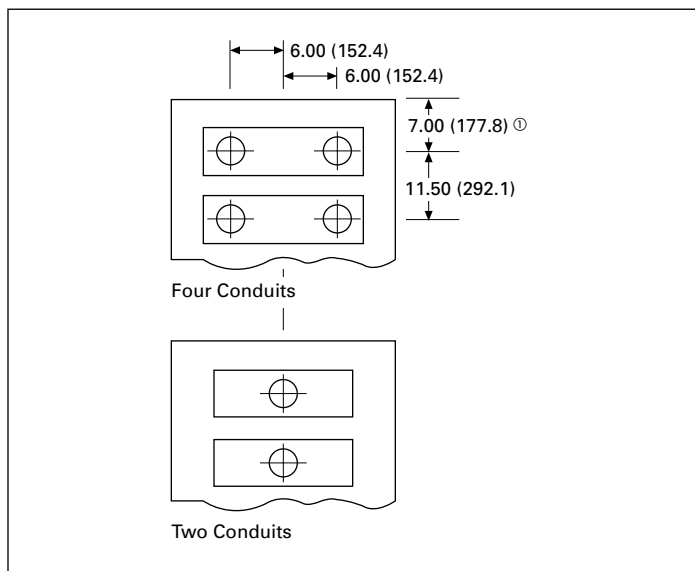 6.00 (152.4)
6.00 (152.4)
7.00 (177.8) ①
11.50 (292.1)
Four Conduits
Two Conduits